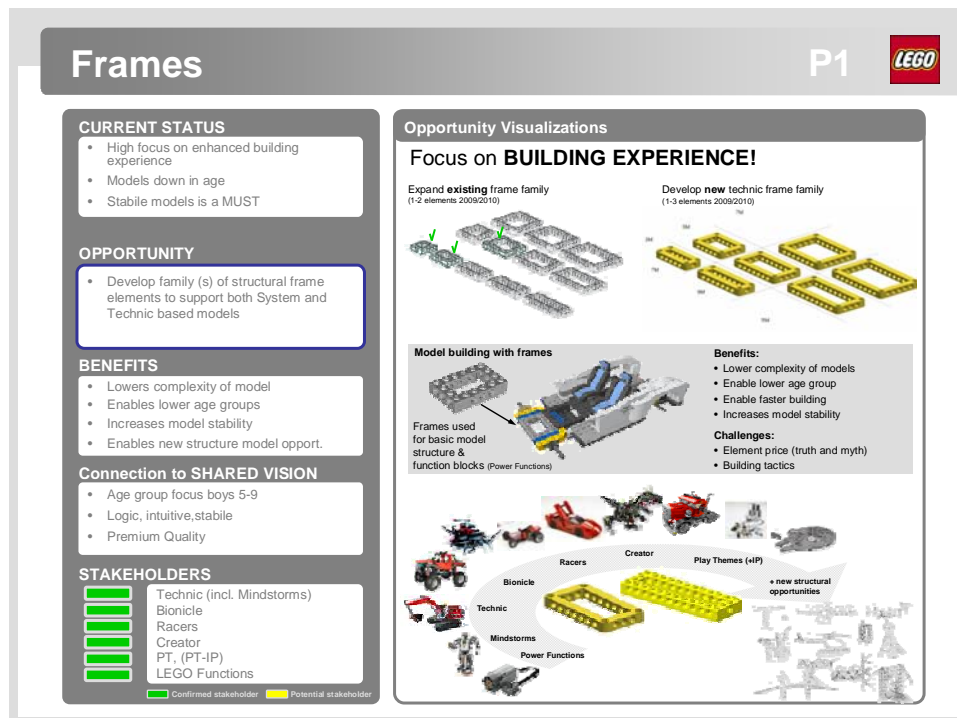 Frames
P1
LEGO
CURRENT STATUS
• High focus on enhanced building
experience
• Models down in age
• Stabile models is a MUST
OPPORTUNITY
• Develop family (s) of structural frame
elements to support both System and
Technic based models
BENEFITS
• Lowers complexity of model
• Enables lower age groups
• Increases model stability
• Enables new structure model opport.
Connection to SHARED VISION
• Age group focus boys 5-9
• Logic, intuitive,stabile
• Premium Quality
STAKEHOLDERS
Technic (incl. Mindstorms)
Bionicle
Racers
Creator
PT, (PT-IP)
LEGO Functions
Confirmed stakeholder Potential stakeholder
Opportunity Visualizations
Focus on BUILDING EXPERIENCE!
Expand existing frame family
(1-2 elements 2009/2010)
Develop new technic frame family
(1-3 elements 2009/2010)
Model building with frames
Frames used
for basic model
structure &
function blocks (Power Functions)
Benefits:
• Lower complexity of models
• Enable lower age group
• Enable faster building
• Increases model stability
Challenges:
• Element price (truth and myth)
• Building tactics
Creator
Racers
Play Themes (+IP)
Bionicle
+ new structural
opportunities
Technic
Mindstorms
Power Functions